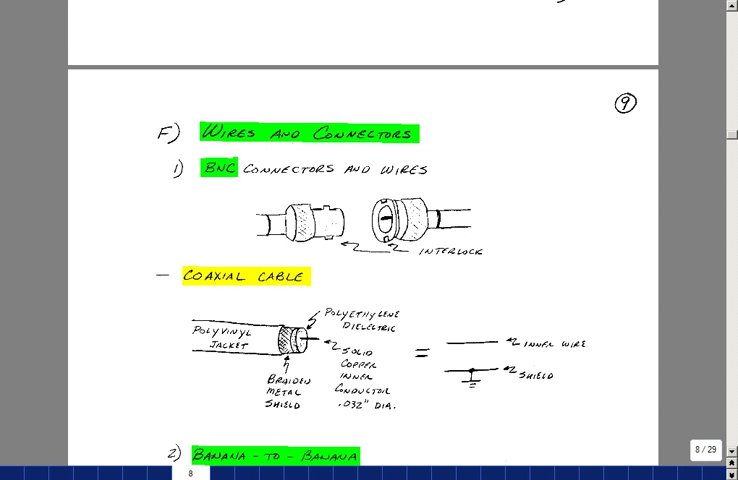 9
F) WIRES AND CONNECTORS
1) BNC CONNECTORS AND WIRES
INTERLOCK
— COAXIAL CABLE
POLYVINYL
JACKET
POLYETHYLENE
DIELECTRIC
BRAIDED
METAL
SHIELD
SOLID
COPPER
INNER
CONDUCTOR
.032" DIA.
=
INNER WIRE
SHIELD
2) BANANA - TO - BANANA
8 / 29
8